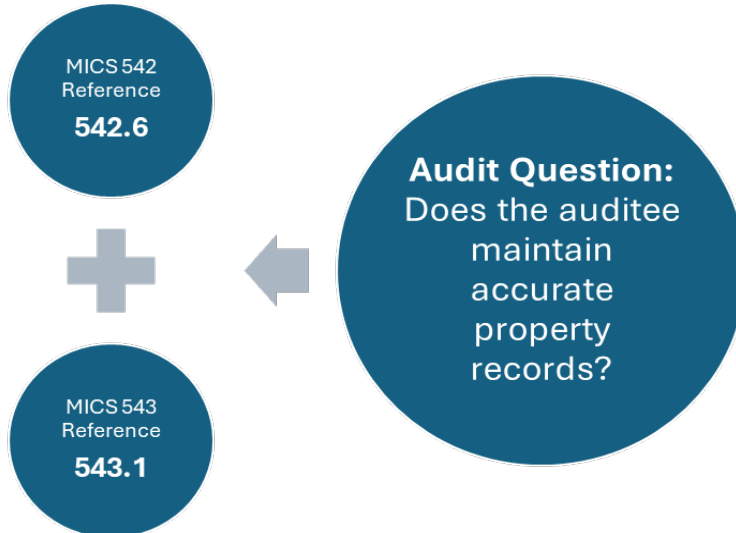 MICS 542
Reference
542.6
MICS 543
Reference
543.1
Audit Question:
Does the auditee
maintain
accurate
property
records?